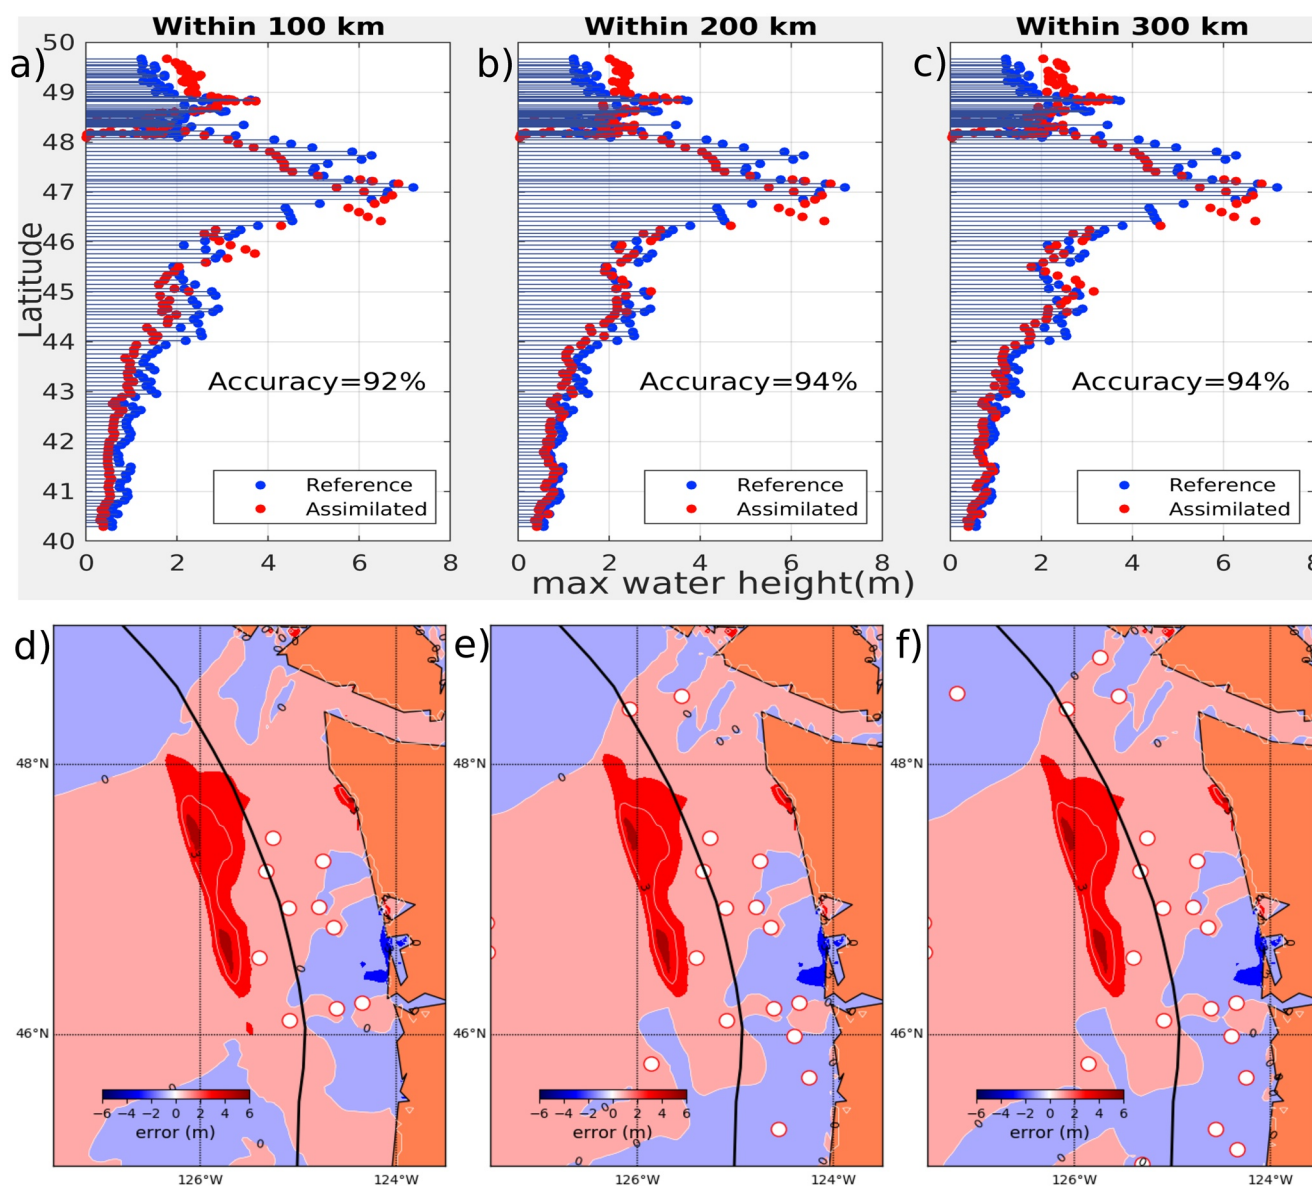 Within 100 km
Within 200 km
Within 300 km
a)
b)
c)
Latitude
50
49
48
47
46
45
44
43
42
41
40
Accuracy=92%
Accuracy=94%
Accuracy=94%
Reference
Assimilated
Reference
Assimilated
Reference
Assimilated
0 2 4 6 8
0 2 4 6 8
0 2 4 6
max water height(m)
d)
e)
f)
48°N
46°N
48°N
46°N
48°N
46°N
−6 −4 −2 0 2 4 6
error (m)
−6 −4 −2 0 2 4 6
error (m)
−6 −4 −2 0 2 4 6
error (m)
126°W 124°W
126°W 124°W
126°W 124°W